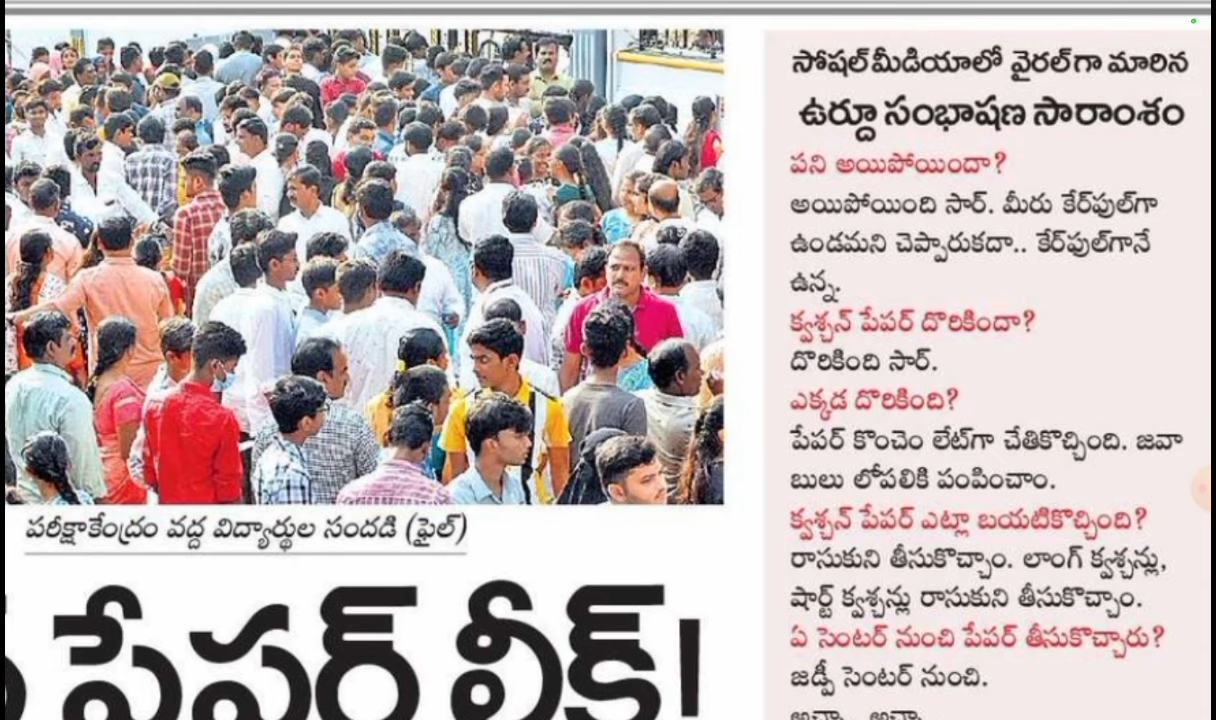 సోషల్ మీడియాలో వైరల్‌గా మారిన
ఉర్దూ సంభాషణ సారాంశం
పని అయిపోయిందా?
అయిపోయింది సార్. మీరు కేర్‌ఫుల్‌గా
ఉండమని చెప్పారుకదా.. కేర్‌ఫుల్‌గానే
ఉన్న.
క్వశ్చన్ పేపర్ దొరికిందా?
దొరికింది సార్.
ఎక్కడ దొరికింది?
పేపర్ కొంచెం లేట్‌గా చేతికొచ్చింది. జవా
బులు లోపలికి పంపించాం.
క్వశ్చన్ పేపర్ ఎట్లా బయటికొచ్చింది?
రాసుకుని తీసుకొచ్చాం. లాంగ్ క్వశ్చన్లు,
షార్ట్ క్వశ్చన్లు రాసుకుని తీసుకొచ్చాం.
ఏ సెంటర్ నుంచి పేపర్ తీసుకొచ్చారు?
జడ్పీ సెంటర్ నుంచి.
పరీక్షాకేంద్రం వద్ద విద్యార్థుల సందడి (ఫైల్)
పేపర్ లీక్!